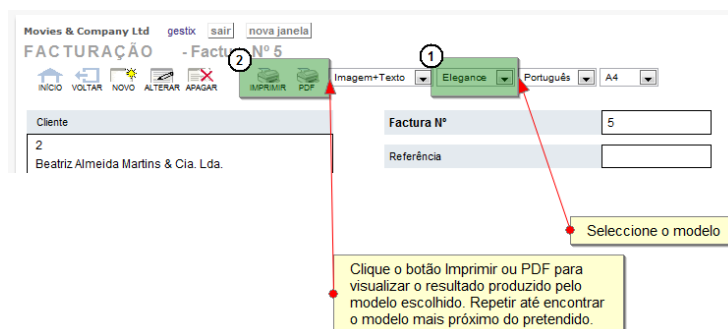 Movies & Company Ltd gestix sair nova janela
FACTURAÇÃO - Factura Nº 5
2
1
INÍCIO VOLTAR NOVO ALTERAR APAGAR IMPRIMIR PDF Imagem+Texto Elegance Português A4
Cliente
Factura Nº 5
2
Beatriz Almeida Martins & Cia. Lda.
Referência
Seleccione o modelo
Clique o botão Imprimir ou PDF para
visualizar o resultado produzido pelo
modelo escolhido. Repetir até encontrar
o modelo mais próximo do pretendido.